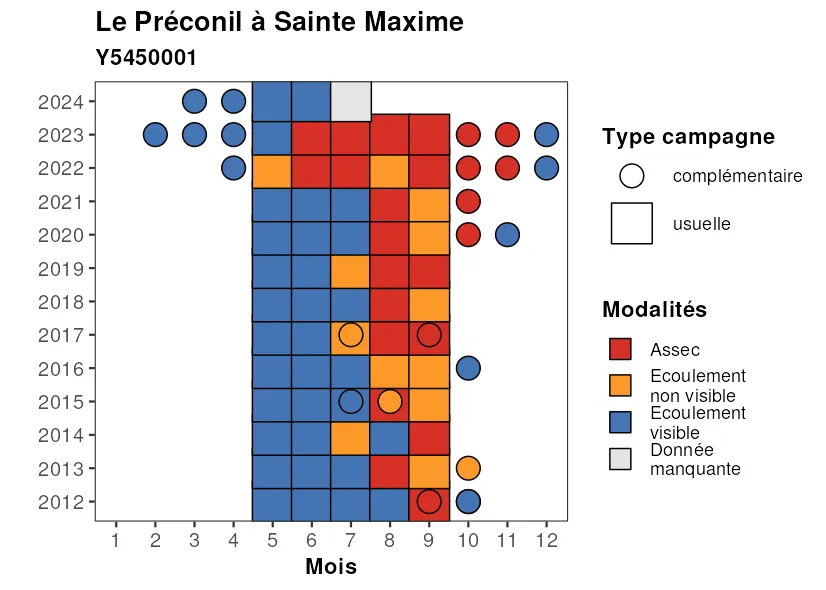 Le Préconil à Sainte Maxime
Y5450001
2024
2023
2022
2021
2020
2019
2018
2017
2016
2015
2014
2013
2012
1 2 3 4 5 6 7 8 9 10 11 12
Mois
Type campagne
complémentaire
usuelle
Modalités
Assec
Ecoulement
non visible
Ecoulement
visible
Donnée
manquante